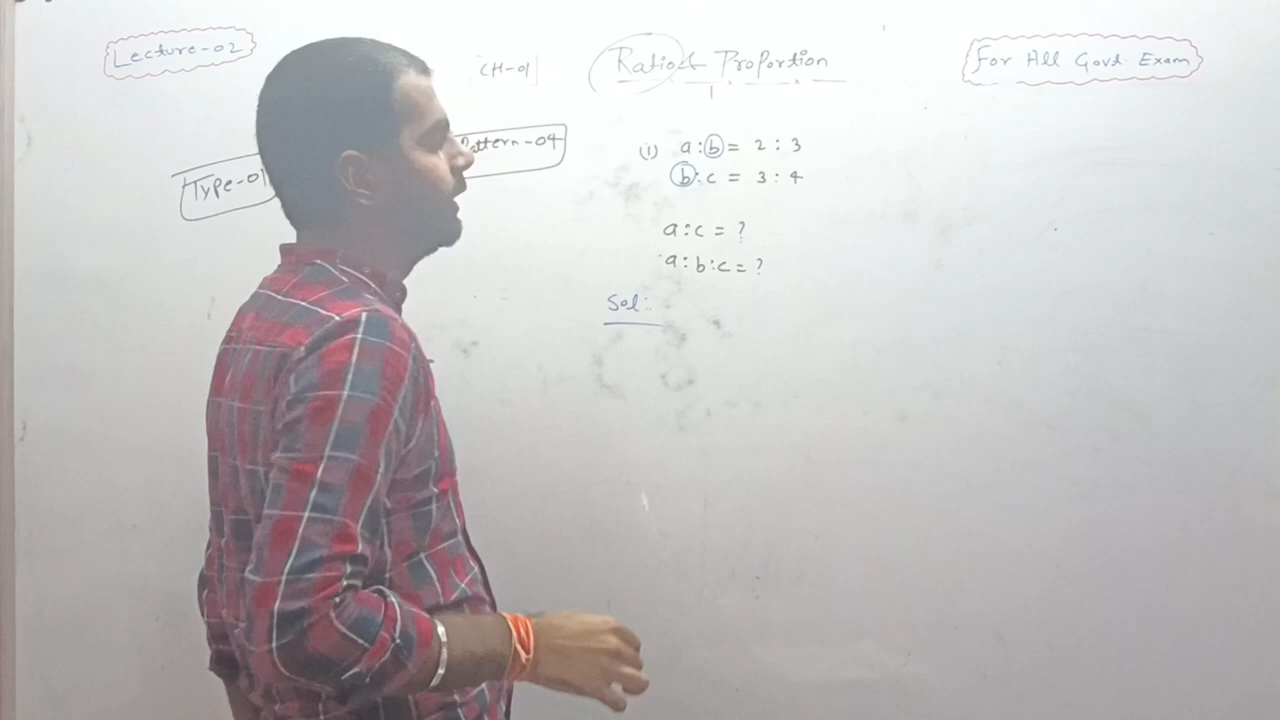 Lecture-02
CH-01
Ratio & Proportion
For All Govt. Exam
Type-01
Pattern-04
(i) a:b = 2:3
b:c = 3:4
a:c = ?
a:b:c = ?
Sol: